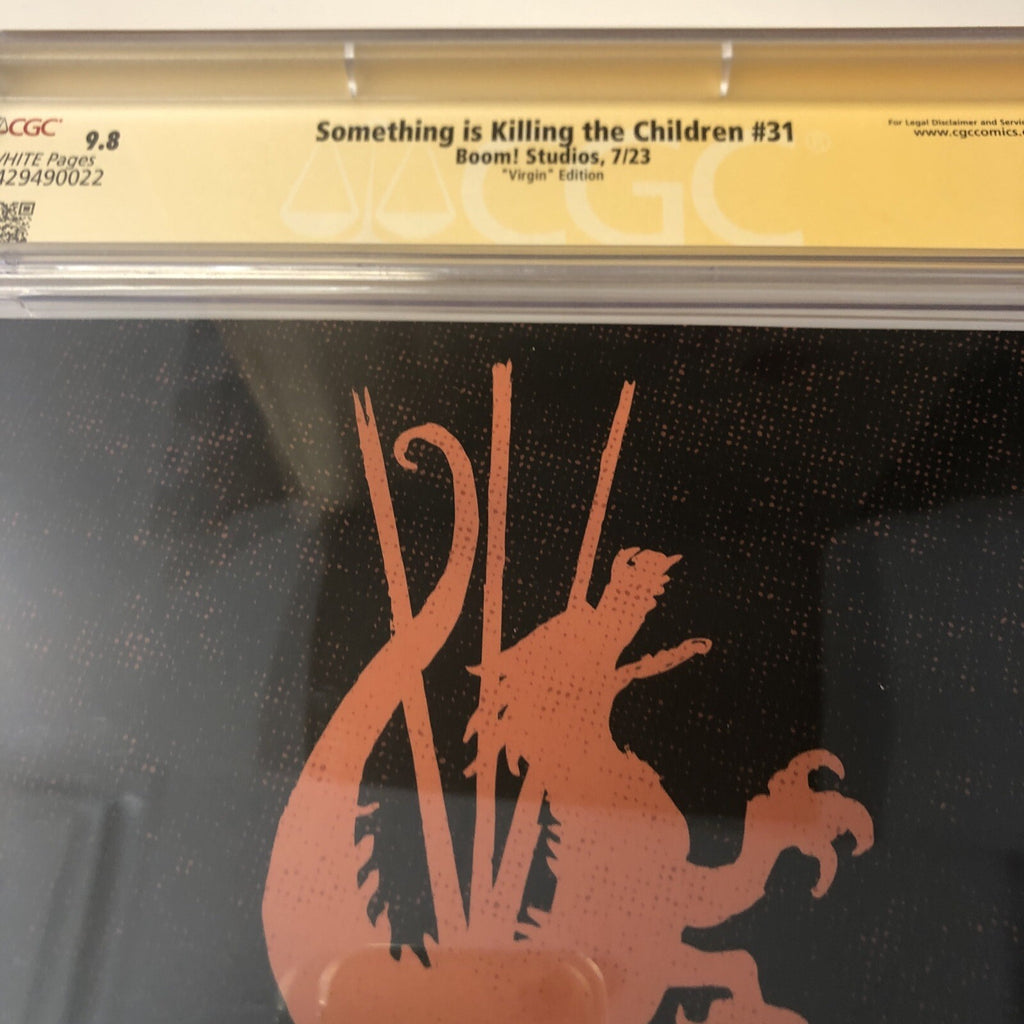 CGC
9.8
WHITE Pages
429490022
Something is Killing the Children #31
Boom! Studios, 7/23
"Virgin" Edition
For Legal Disclaimer and Servic
www.cgccomics.c
CGC